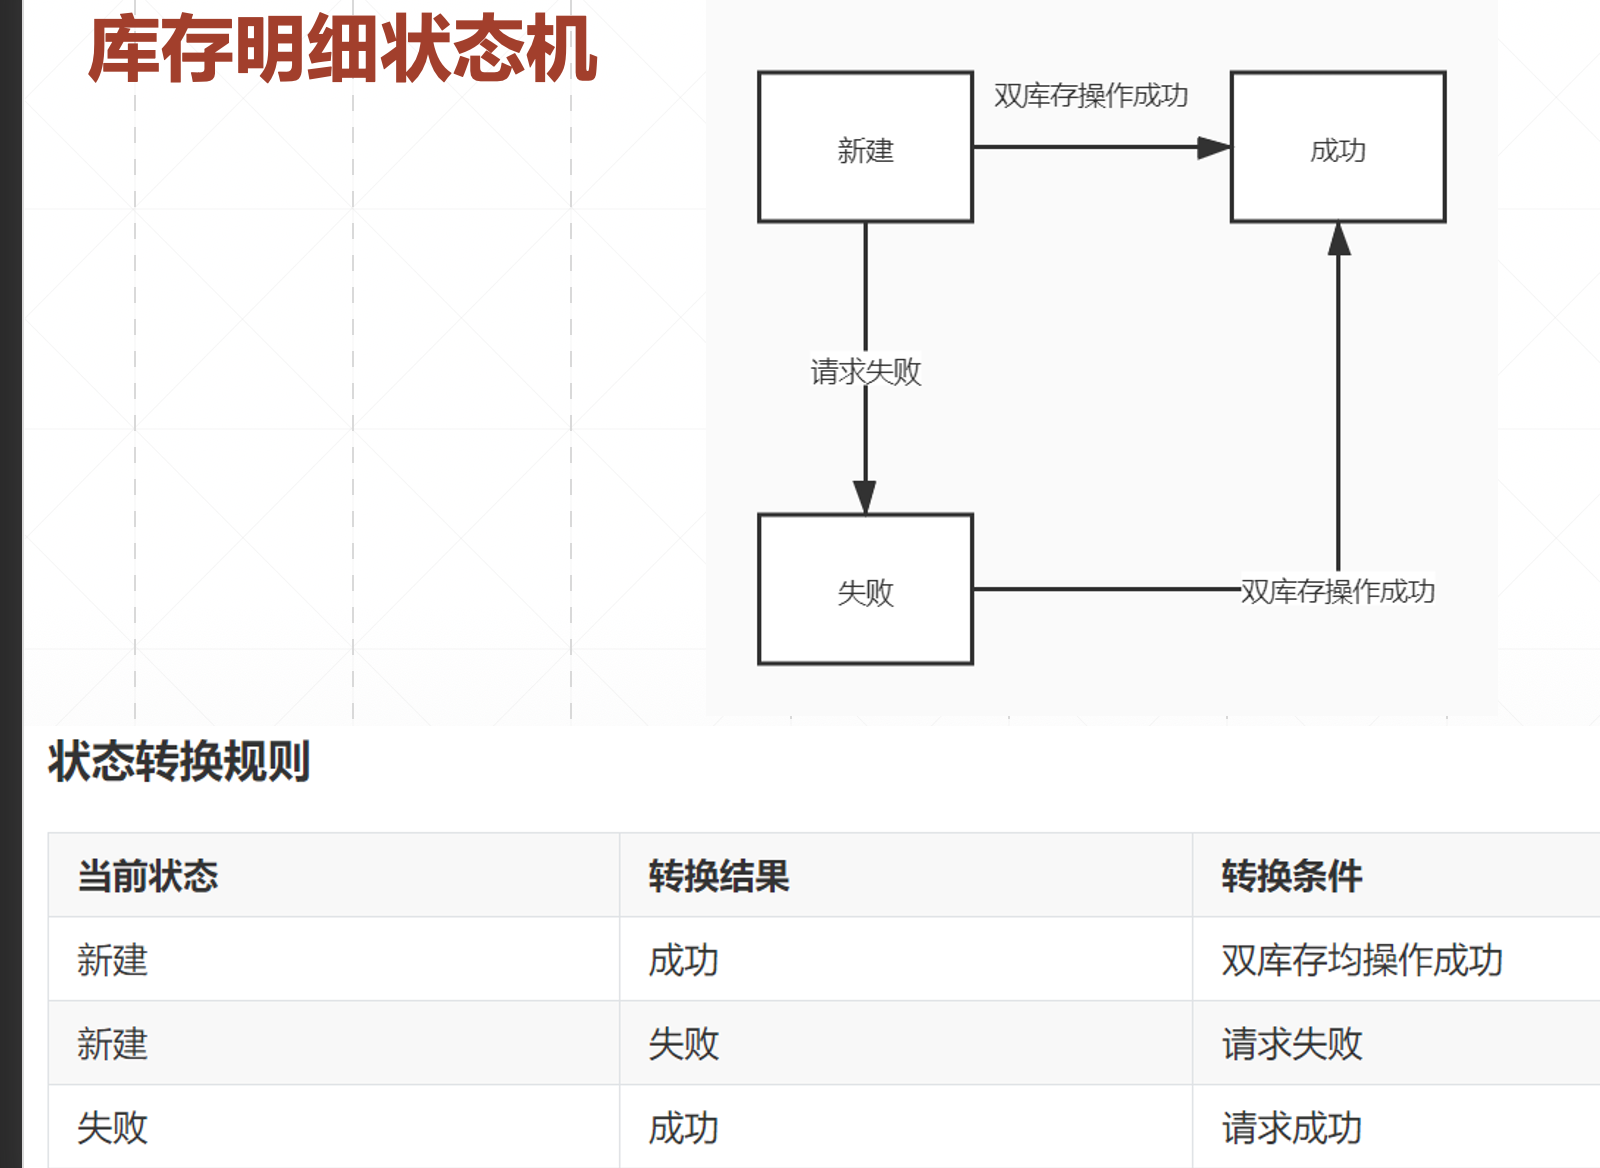 库存明细状态机
双库存操作成功
新建
成功
请求失败
失败
双库存操作成功
状态转换规则
当前状态 转换结果 转换条件
新建 成功 双库存均操作成功
新建 失败 请求失败
失败 成功 请求成功